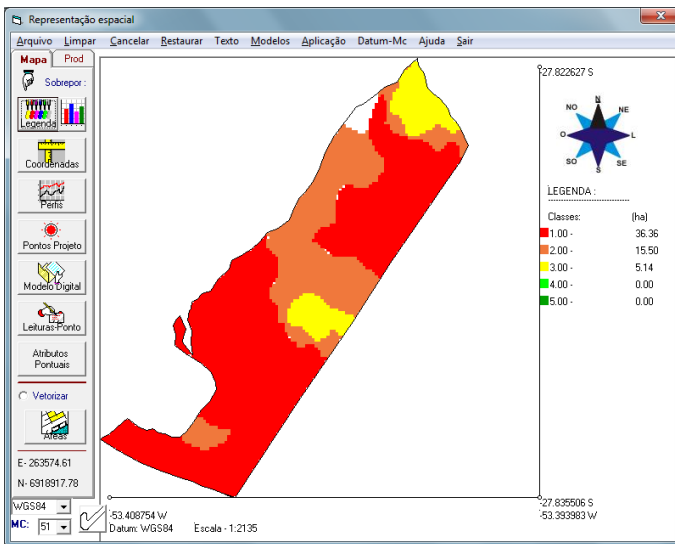 Representação espacial
Arquivo Limpar Cancelar Restaurar Texto Modelos Aplicação Datum-Mc Ajuda Sair
Mapa Prod
Sobrepor :
Legenda
Coordenadas
Perfis
Pontos Projeto
Modelo Digital
Leituras-Ponto
Atributos
Pontuais
Vetorizar
Áreas
E- 263574.61
N- 6918917.78
WGS84
MC: 51
-27.822627 S
N
NO NE
O L
SO SE
S
LEGENDA :
Classes: (ha)
1.00 - 36.36
2.00 - 15.50
3.00 - 5.14
4.00 - 0.00
5.00 - 0.00
-27.835506 S
-53.408754 W
-53.393983 W
Datum: WGS84 Escala - 1:2135